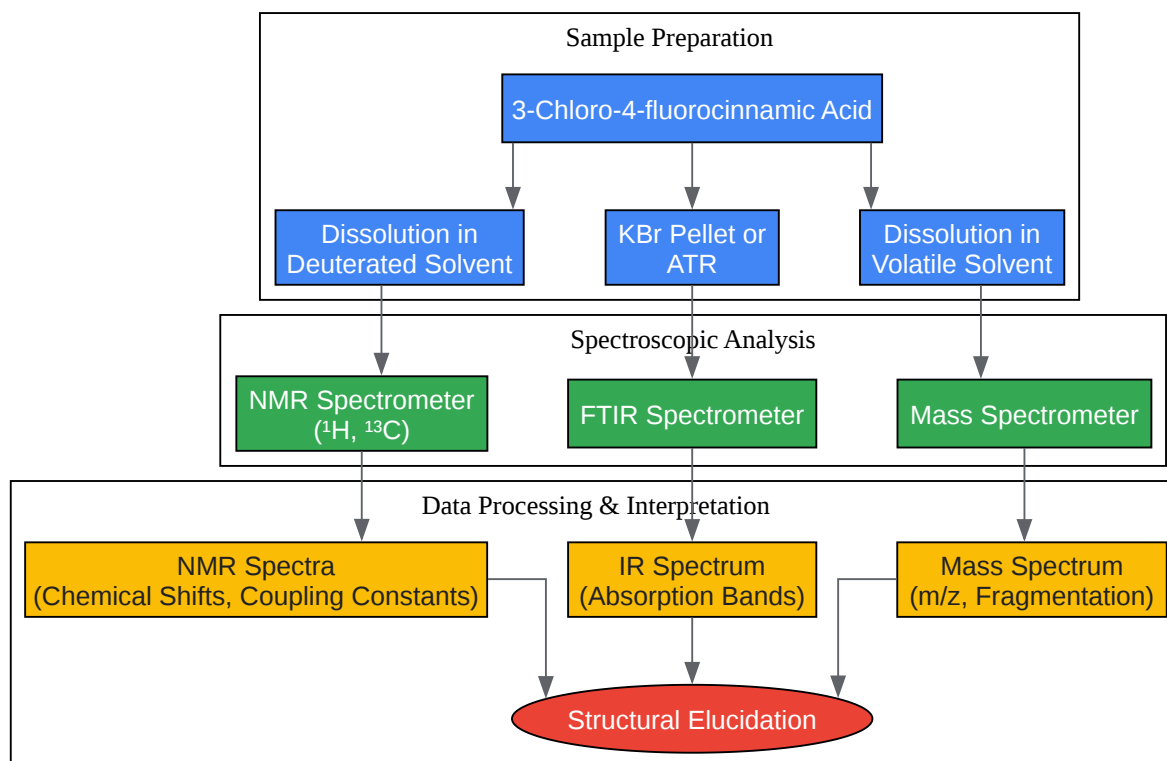 Sample Preparation
3-Chloro-4-fluorocinnamic Acid
Dissolution in
Deuterated Solvent
KBr Pellet or
ATR
Dissolution in
Volatile Solvent
Spectroscopic Analysis
NMR Spectrometer
(¹H, ¹³C)
FTIR Spectrometer
Mass Spectrometer
Data Processing & Interpretation
NMR Spectra
(Chemical Shifts, Coupling Constants)
IR Spectrum
(Absorption Bands)
Mass Spectrum
(m/z, Fragmentation)
Structural Elucidation